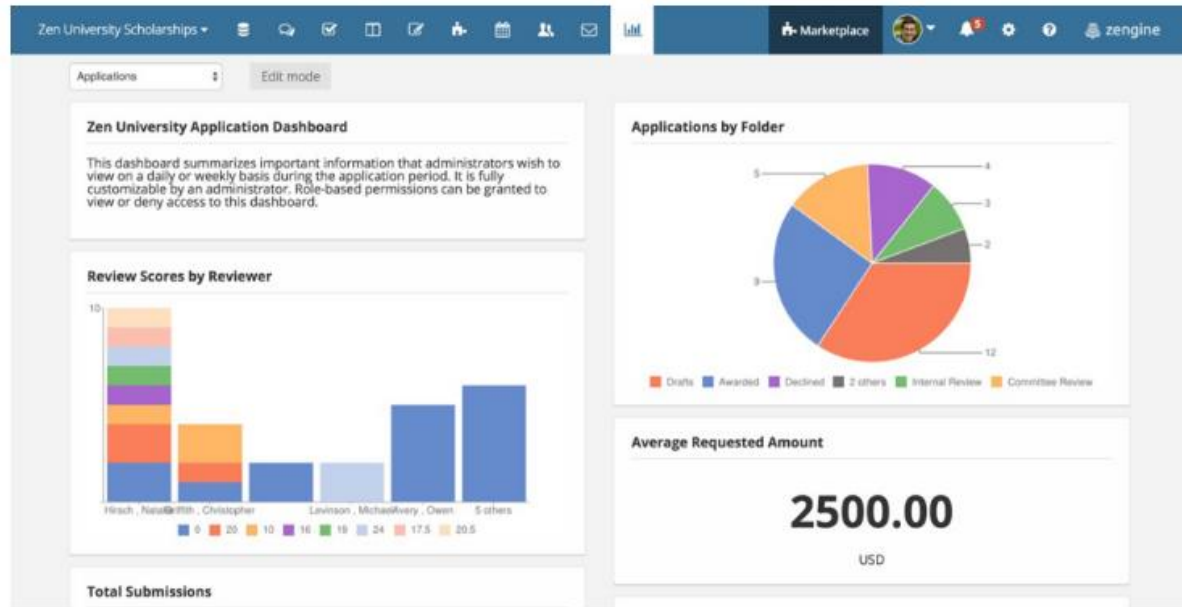 Zen University Scholarships
Marketplace
5
zengine
Applications
Edit mode
Zen University Application Dashboard
This dashboard summarizes important information that administrators wish to
view on a daily or weekly basis during the application period. It is fully
customizable by an administrator. Role-based permissions can be granted to
view or deny access to this dashboard.
Review Scores by Reviewer
10
Hirsch , Natalie
Griffith , Christopher
Levinson , Michael
Avery , Owen
5 others
0 20 10 16 19 24 17.5 20.5
Total Submissions
Applications by Folder
5
4
3
2
9
12
Drafts Awarded Declined 2 others Internal Review Committee Review
Average Requested Amount
2500.00
USD